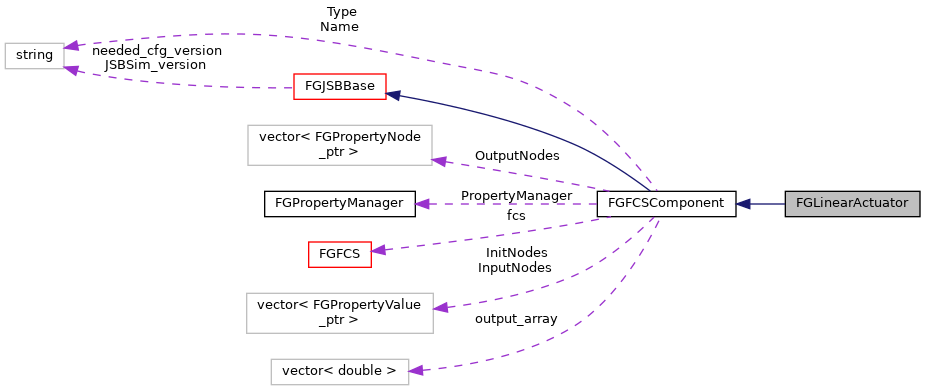 Type
Name
string
needed_cfg_version
JSBSim_version
FGJSBBase
vector< FGPropertyNode
_ptr >
OutputNodes
PropertyManager
FGPropertyManager
FGFCSComponent
FGLinearActuator
fcs
FGFCS
InitNodes
InputNodes
vector< FGPropertyValue
_ptr >
output_array
vector< double >